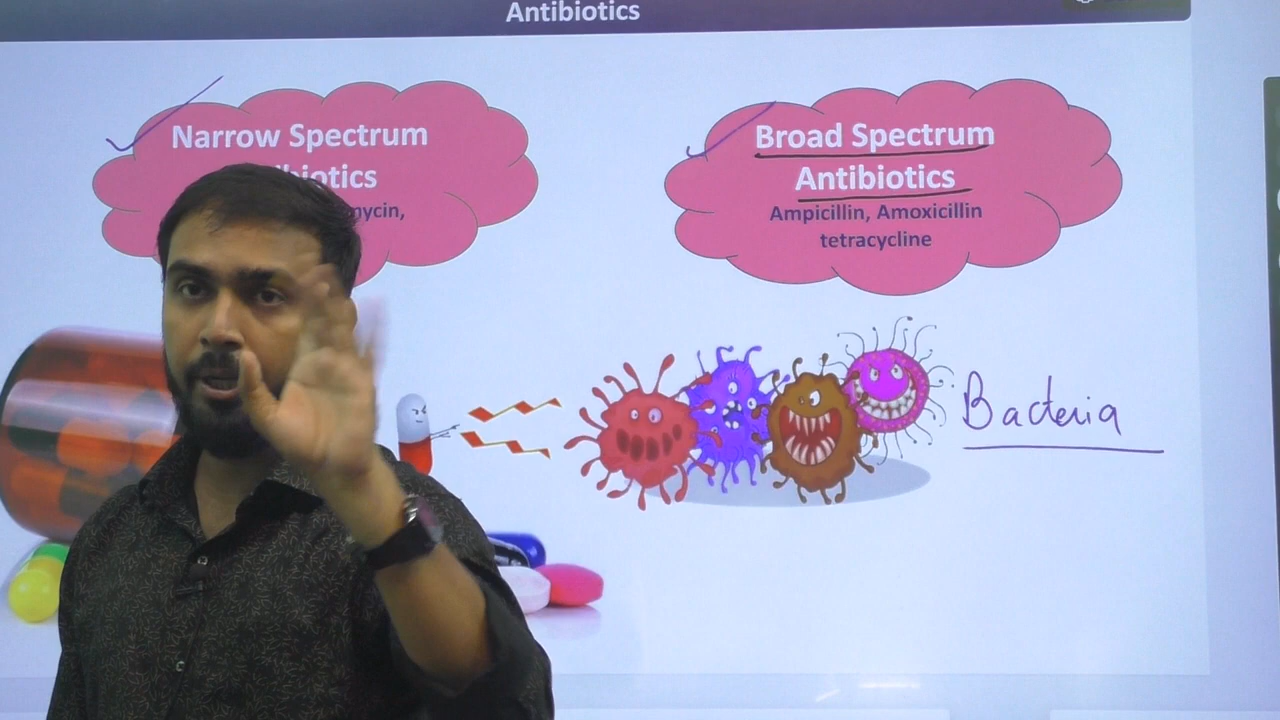 Antibiotics
Narrow Spectrum
Broad Spectrum
Antibiotics
Ampicillin, Amoxicillin
tetracycline
Bacteria